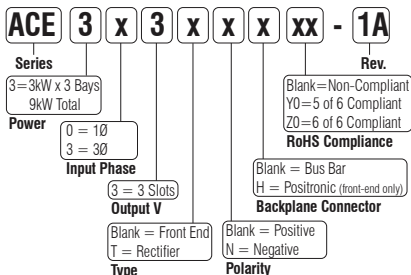 ACE 3 x 3 x x x xx - 1A
Series
Rev.
3=3kW x 3 Bays
9kW Total
Power
0 = 1Ø
3 = 3Ø
Input Phase
3 = 3 Slots
Output V
Blank = Front End
T = Rectifier
Type
Blank = Positive
N = Negative
Polarity
Blank = Bus Bar
H = Positronic (front-end only)
Backplane Connector
Blank=Non-Compliant
Y0=5 of 6 Compliant
Z0=6 of 6 Compliant
RoHS Compliance